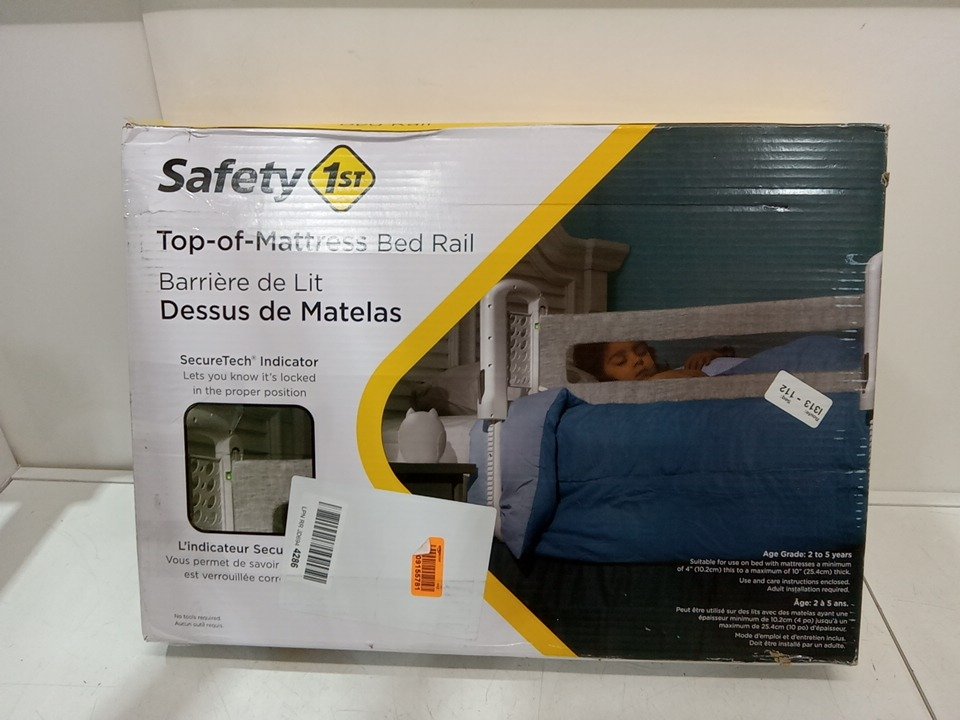 Bed Rail
Safety 1ST
Top-of-Mattress Bed Rail
Barrière de Lit
Dessus de Matelas
SecureTech® Indicator
Lets you know it's locked
in the proper position
L'indicateur Secu
Vous permet de savoir
est verrouillée corr
No tools required.
Aucun outil requis.
4286
1313 - 112
Age Grade: 2 to 5 years
Suitable for use on bed with mattresses a minimum
of 4" (10.2cm) this to a maximum of 10" (25.4cm) thick.
Use and care instructions enclosed.
Adult installation required.
Âge: 2 à 5 ans.
Peut être utilisé sur des lits avec des matelas ayant une
épaisseur minimum de 10.2cm (4 po) jusqu'à un
maximum de 25.4cm (10 po) d'épaisseur.
Mode d'emploi et d'entretien inclus.
Doit être installé par un adulte.